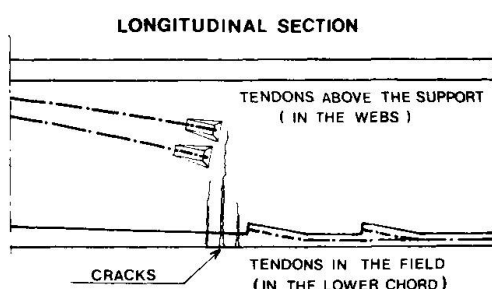 LONGITUDINAL SECTION
TENDONS ABOVE THE SUPPORT
( IN THE WEBS )
CRACKS
TENDONS IN THE FIELD
(IN THE LOWER CHORD)